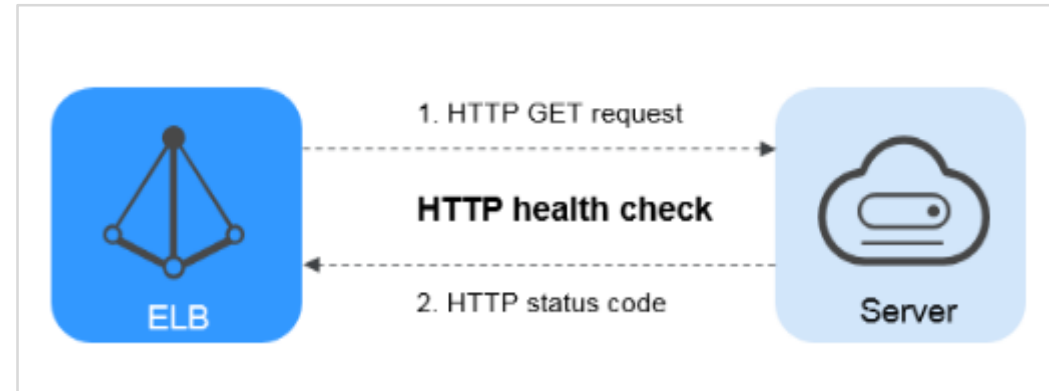 1. HTTP GET request
HTTP health check
2. HTTP status code
ELB
Server